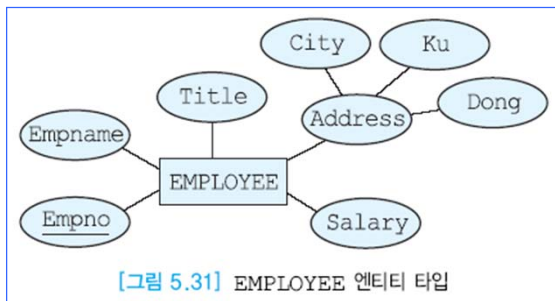 City
Ku
Title
Dong
Address
Empname
EMPLOYEE
Empno
Salary
[그림 5.31] EMPLOYEE 엔티티 타입